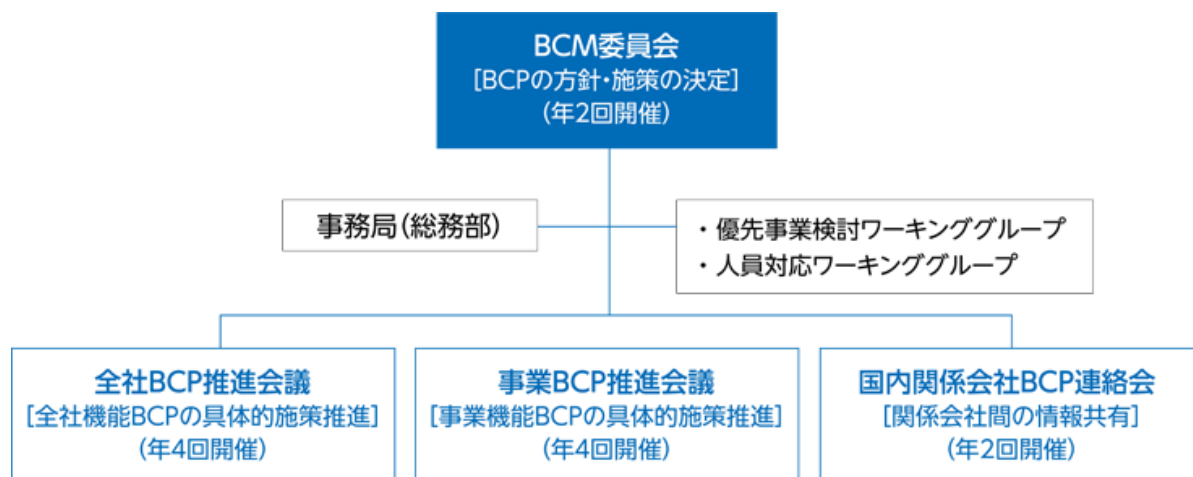 BCM委員会
[BCPの方針・施策の決定]
(年2回開催)
事務局(総務部)
・ 優先事業検討ワーキンググループ
・ 人員対応ワーキンググループ
全社BCP推進会議
[全社機能BCPの具体的施策推進]
(年4回開催)
事業BCP推進会議
[事業機能BCPの具体的施策推進]
(年4回開催)
国内関係会社BCP連絡会
[関係会社間の情報共有]
(年2回開催)